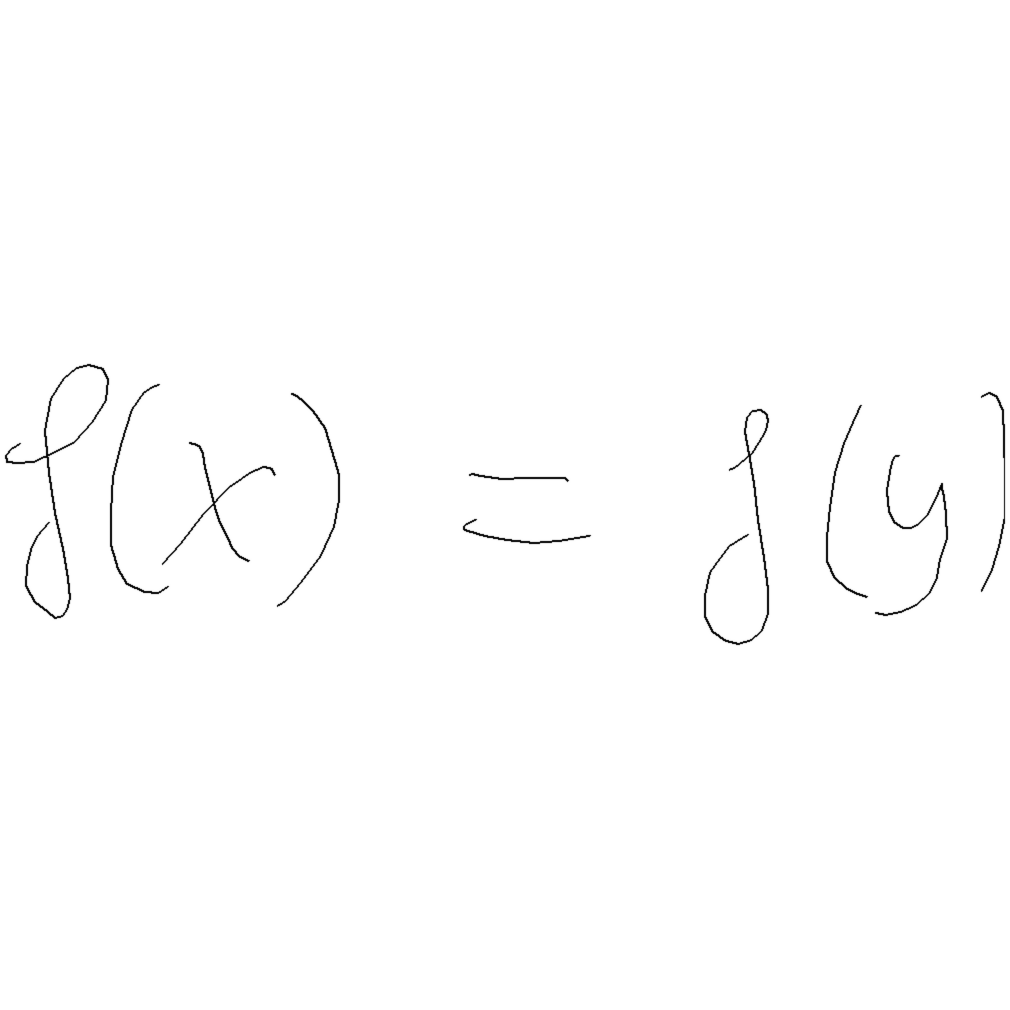 f(x) = f(y)